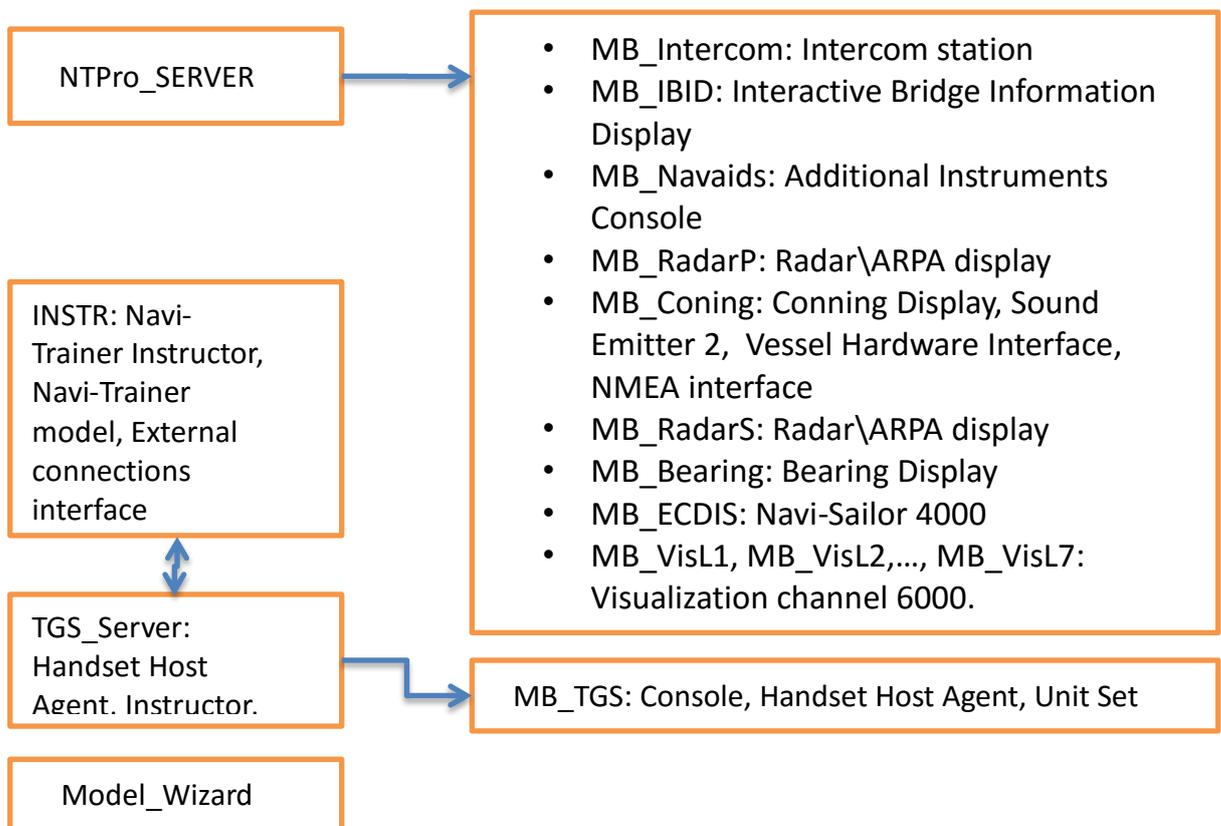 NTPro_SERVER
• MB_Intercom: Intercom station
• MB_IBID: Interactive Bridge Information
Display
• MB_Navaids: Additional Instruments
Console
• MB_RadarP: Radar\ARPA display
• MB_Coning: Conning Display, Sound
Emitter 2, Vessel Hardware Interface,
NMEA interface
• MB_RadarS: Radar\ARPA display
• MB_Bearing: Bearing Display
• MB_ECDIS: Navi-Sailor 4000
• MB_VisL1, MB_VisL2,…, MB_VisL7:
Visualization channel 6000.
INSTR: Navi-
Trainer Instructor,
Navi-Trainer
model, External
connections
interface
TGS_Server:
Handset Host
Agent, Instructor,
MB_TGS: Console, Handset Host Agent, Unit Set
Model_Wizard